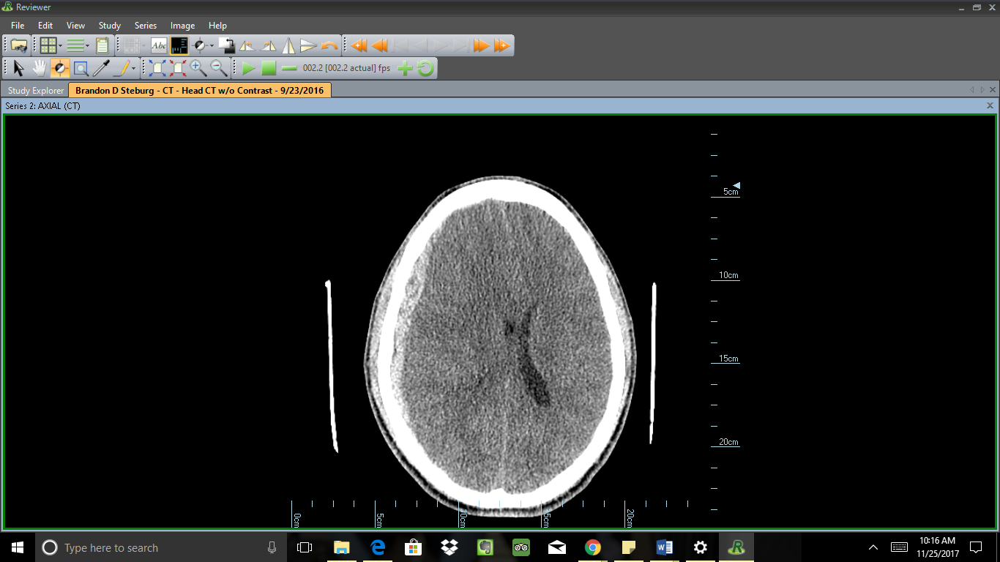 Reviewer
File Edit View Study Series Image Help
Abc
002.2 [002.2 actual] fps
Study Explorer Brandon D Steburg - CT - Head CT w/o Contrast - 9/23/2016
Series 2: AXIAL (CT)
5cm
10cm
15cm
20cm
0cm 5cm 10cm 15cm 20cm
Type here to search
10:16 AM
11/25/2017